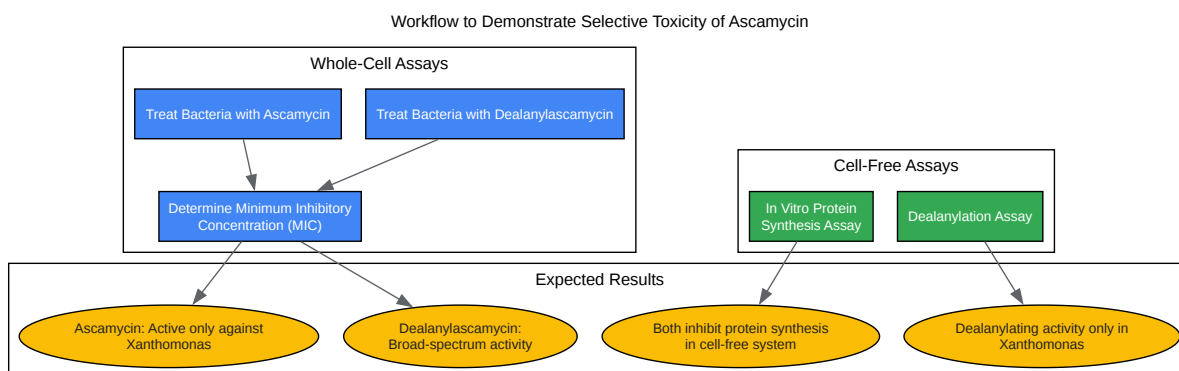 Workflow to Demonstrate Selective Toxicity of Ascamycin
Whole-Cell Assays
Treat Bacteria with Ascamycin
Treat Bacteria with Dealanylascamycin
Determine Minimum Inhibitory
Concentration (MIC)
Cell-Free Assays
In Vitro Protein
Synthesis Assay
Dealanylation Assay
Expected Results
Ascamycin: Active only against
Xanthomonas
Dealanylascamycin:
Broad-spectrum activity
Both inhibit protein synthesis
in cell-free system
Dealanylating activity only in
Xanthomonas